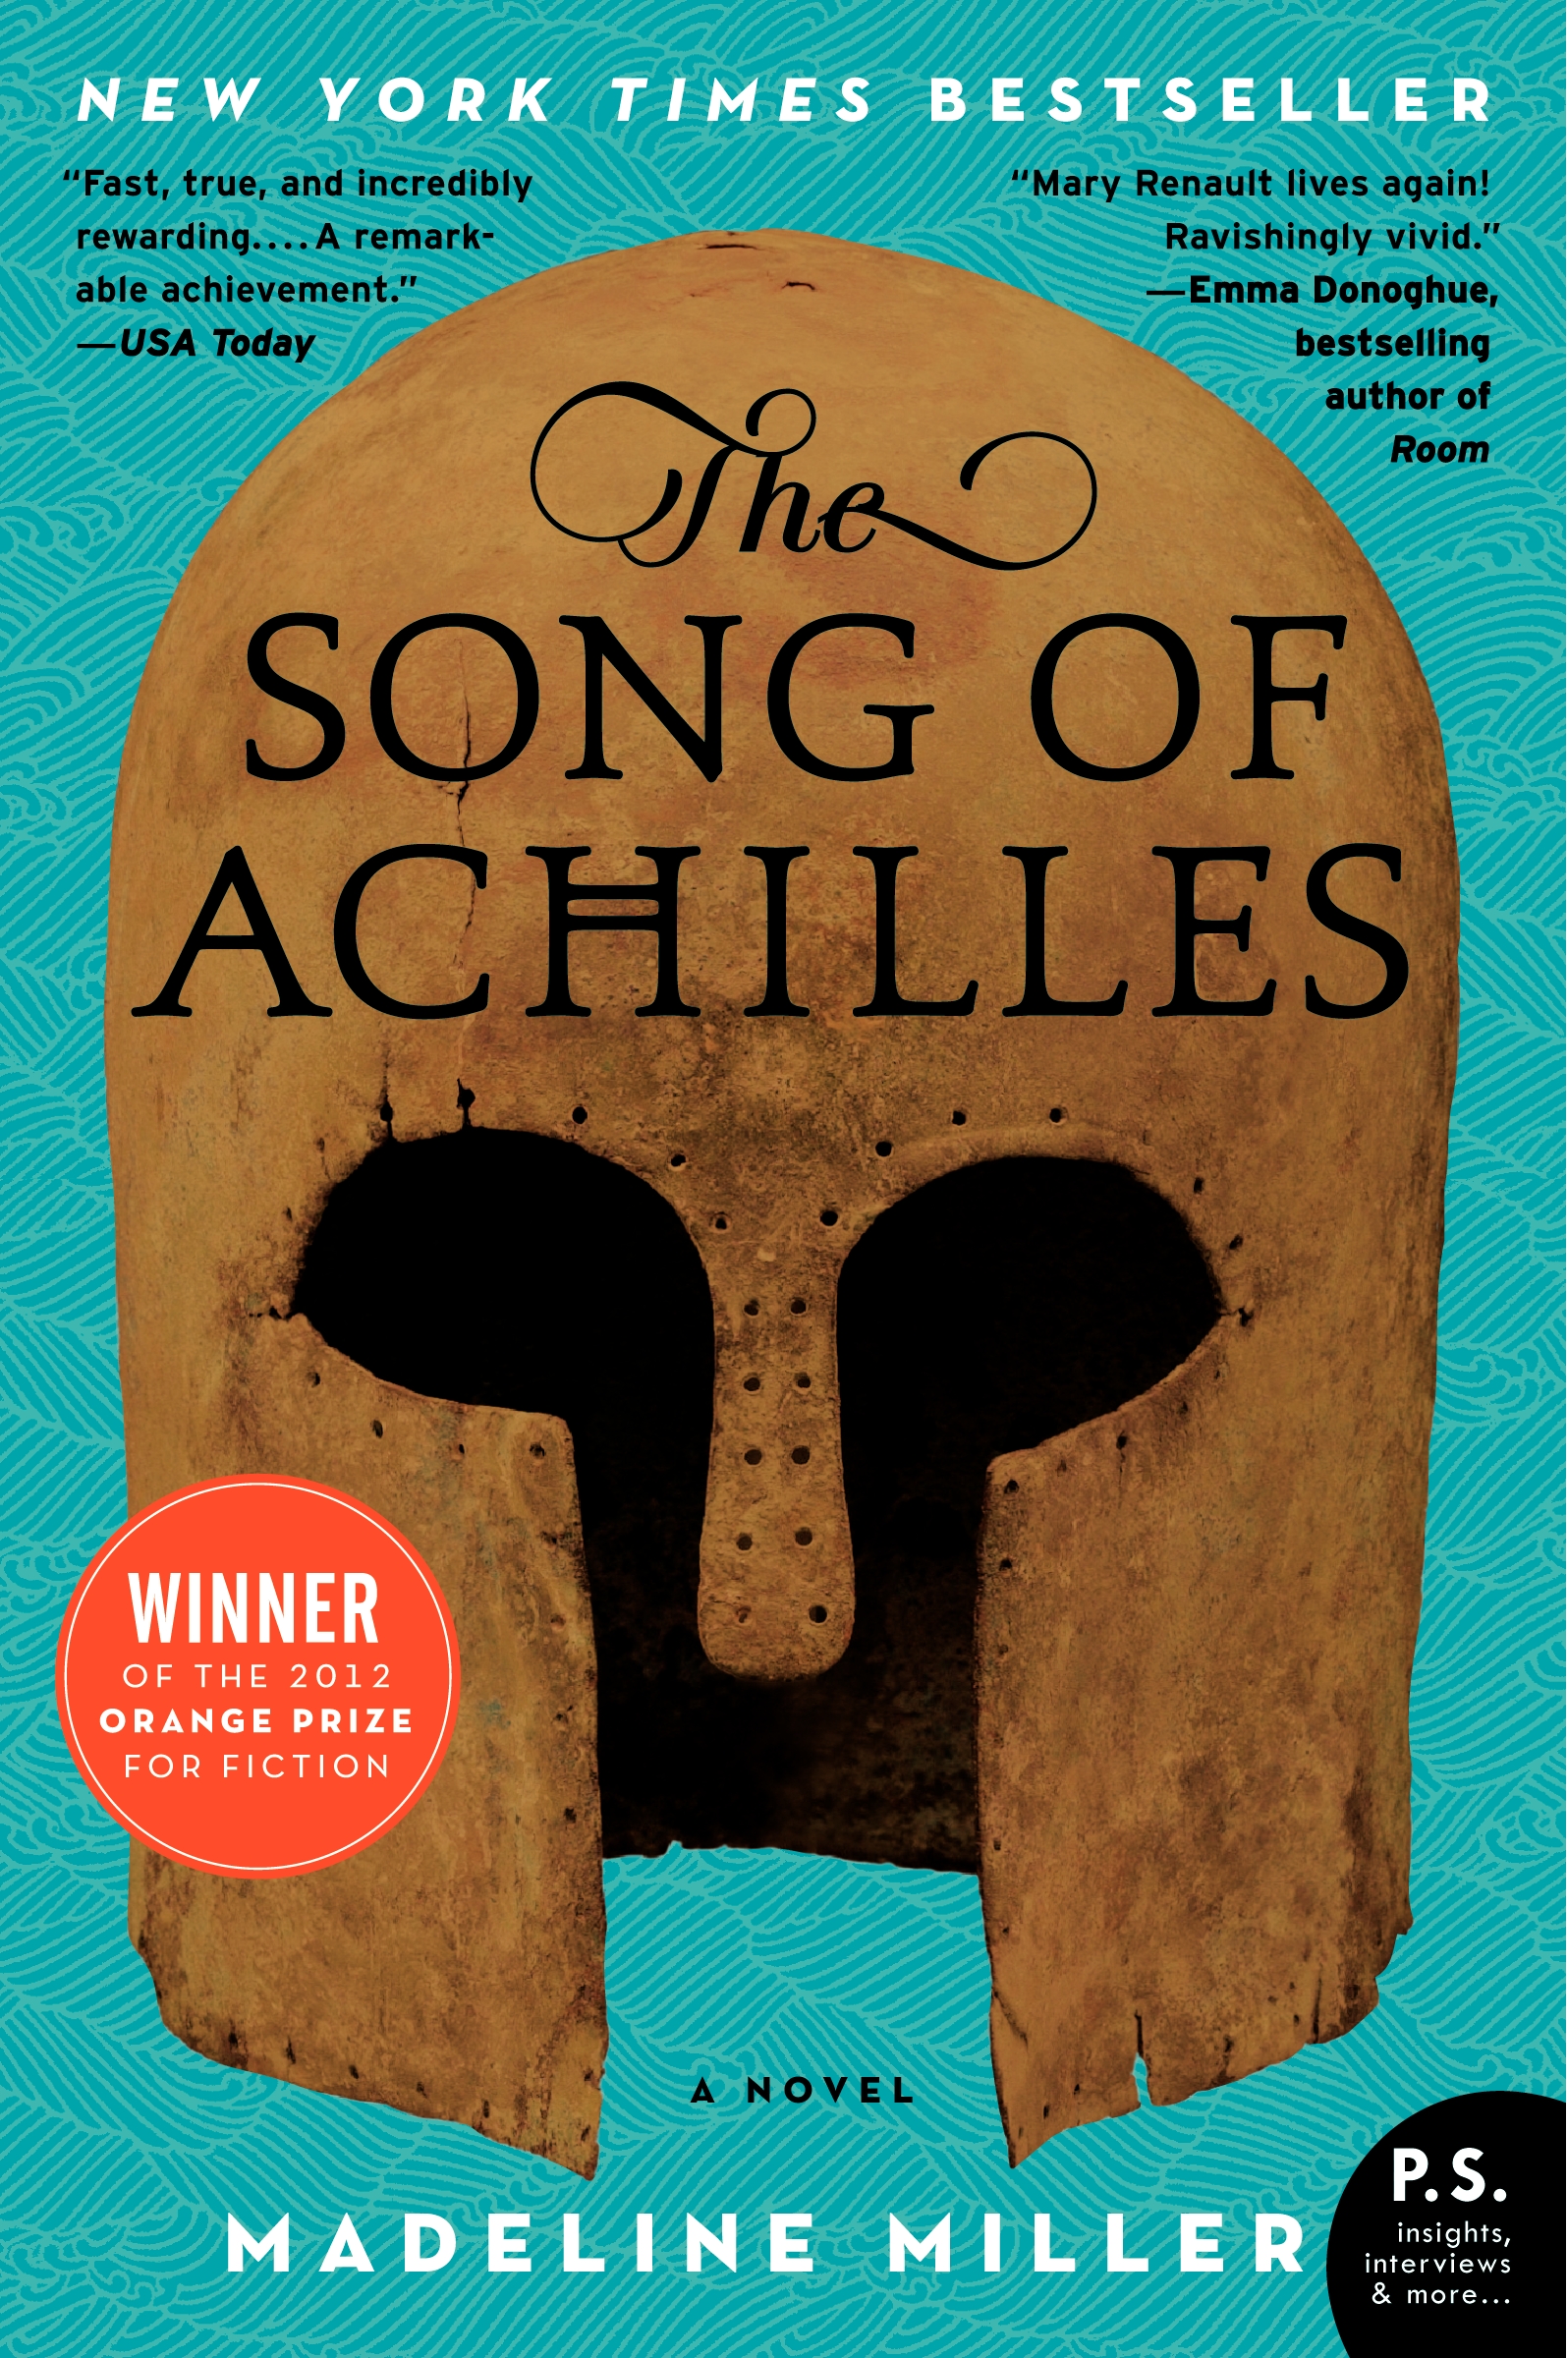 NEW YORK TIMES BESTSELLER
“Fast, true, and incredibly
rewarding.... A remark-
able achievement.”
—USA Today
“Mary Renault lives again!
Ravishingly vivid.”
—Emma Donoghue,
bestselling
author of
Room
The
SONG OF
ACHILLES
WINNER
OF THE 2012
ORANGE PRIZE
FOR FICTION
A NOVEL
MADELINE MILLER
P.S.
insights,
interviews
& more...